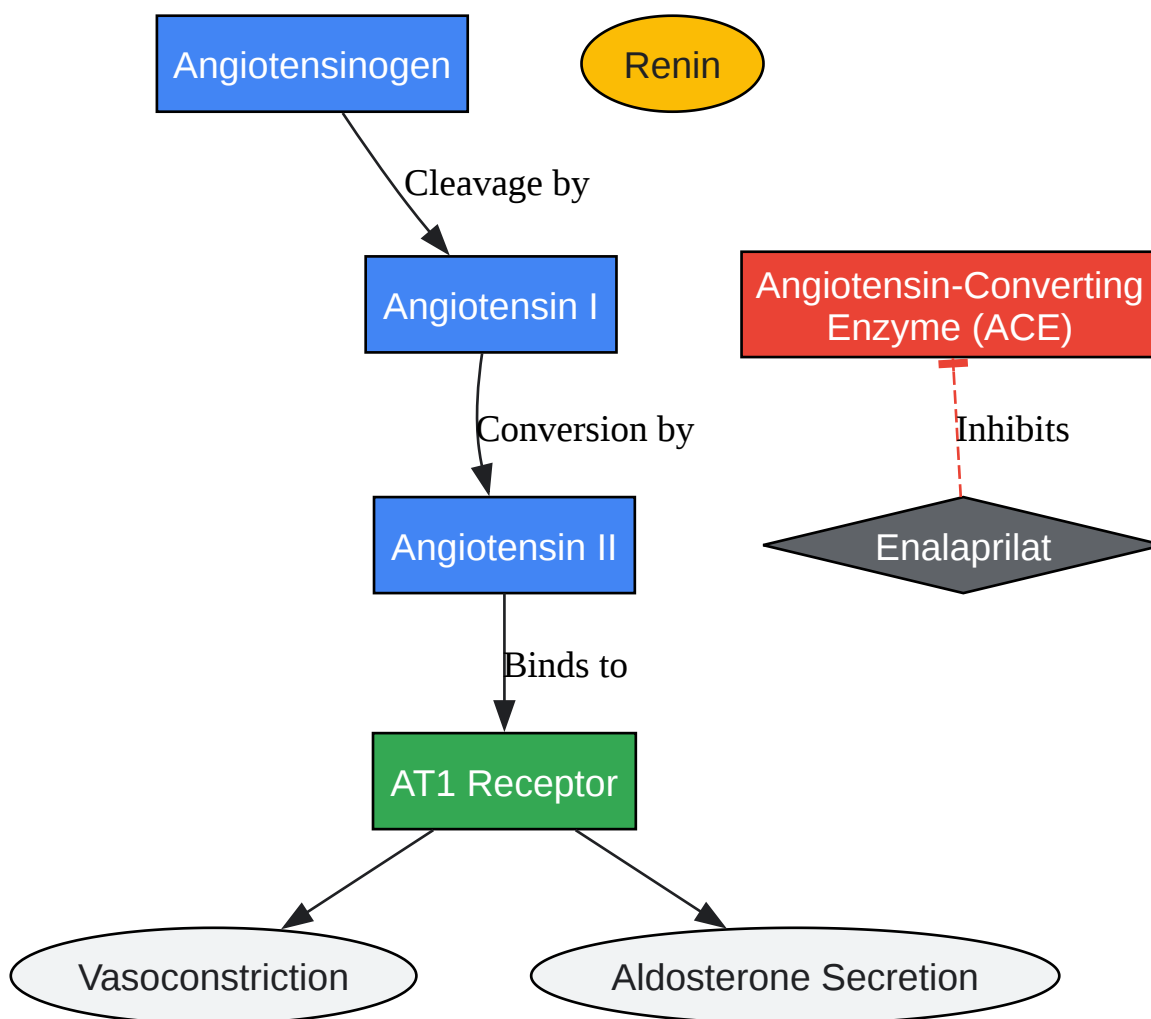 Angiotensinogen
Renin
Cleavage by
Angiotensin I
Angiotensin-Converting
Enzyme (ACE)
Conversion by
Inhibits
Angiotensin II
Enalaprilat
Binds to
AT1 Receptor
Vasoconstriction
Aldosterone Secretion